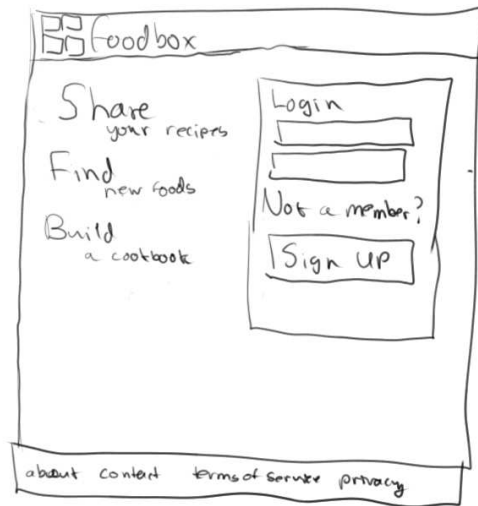 foodbox
Share
your recipes
Find
new foods
Build
a cookbook
Login
Not a member?
Sign up
about contact terms of service privacy